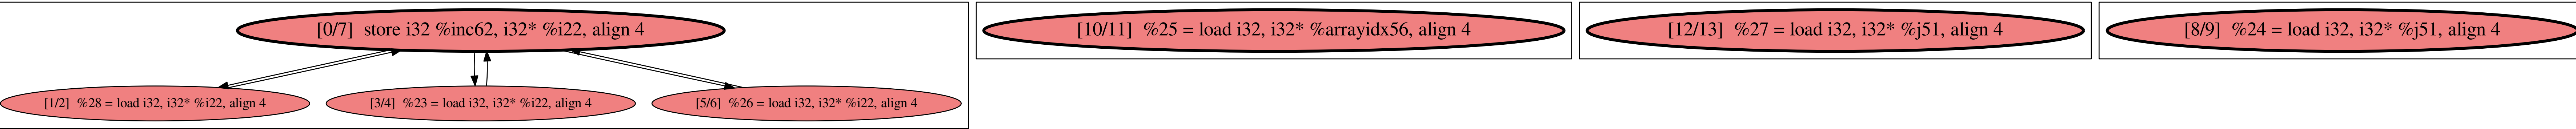 [0/7]  store i32 %inc62, i32* %i22, align 4
[10/11]  %25 = load i32, i32* %arrayidx56, align 4
[12/13]  %27 = load i32, i32* %j51, align 4
[8/9]  %24 = load i32, i32* %j51, align 4
[1/2]  %28 = load i32, i32* %i22, align 4
[3/4]  %23 = load i32, i32* %i22, align 4
[5/6]  %26 = load i32, i32* %i22, align 4